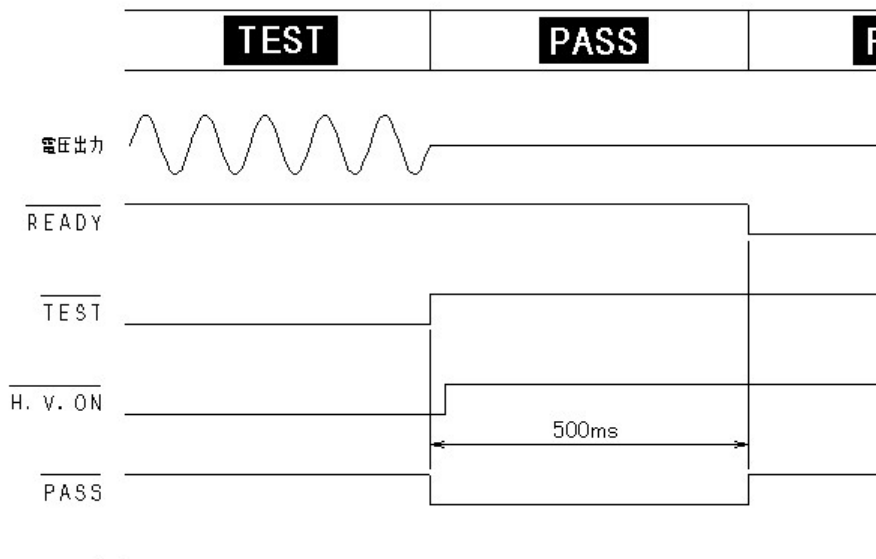 TEST PASS
電圧出力
READY
TEST
H. V. ON
500ms
PASS